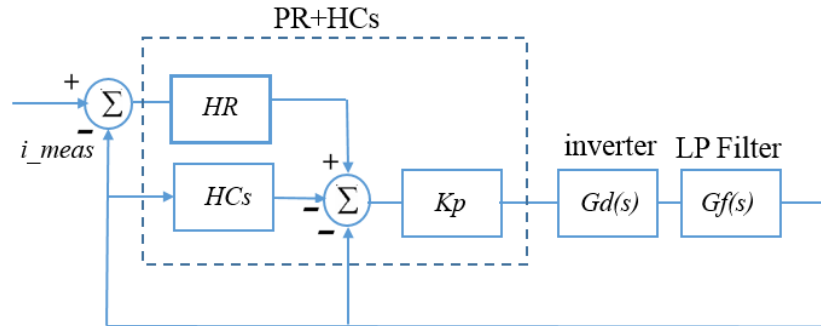 PR+HCs
+
Σ
HR
-
i_meas
HCs
+
-
Σ
-
Kp
inverter
Gd(s)
LP Filter
Gf(s)